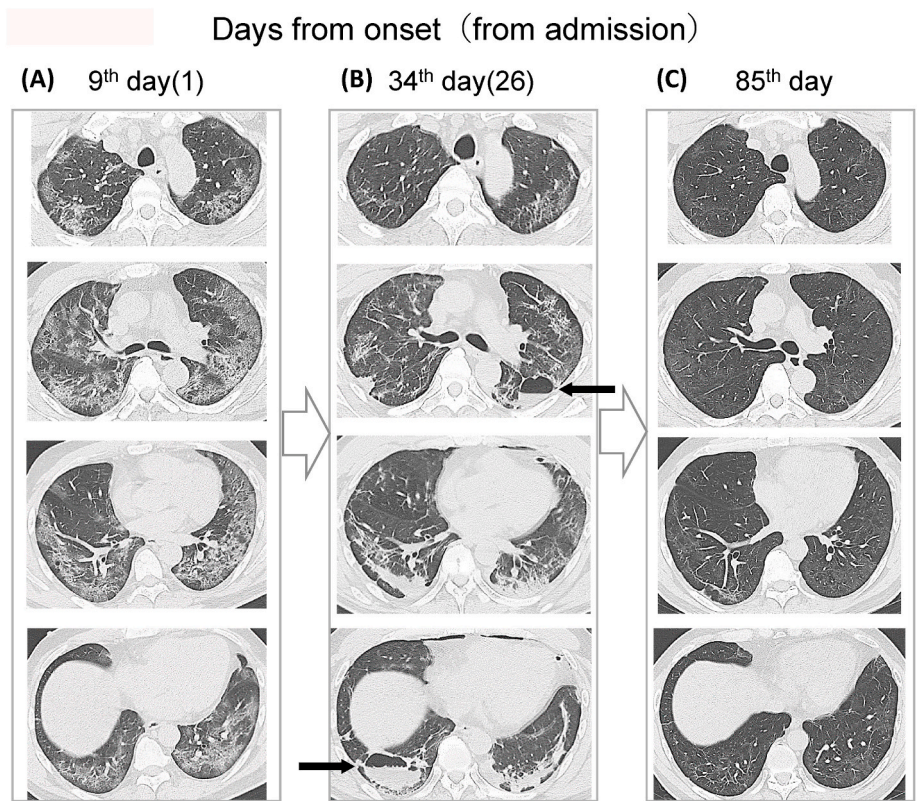 Days from onset（from admission）
(A) 9th day(1)
(B) 34th day(26)
(C) 85th day